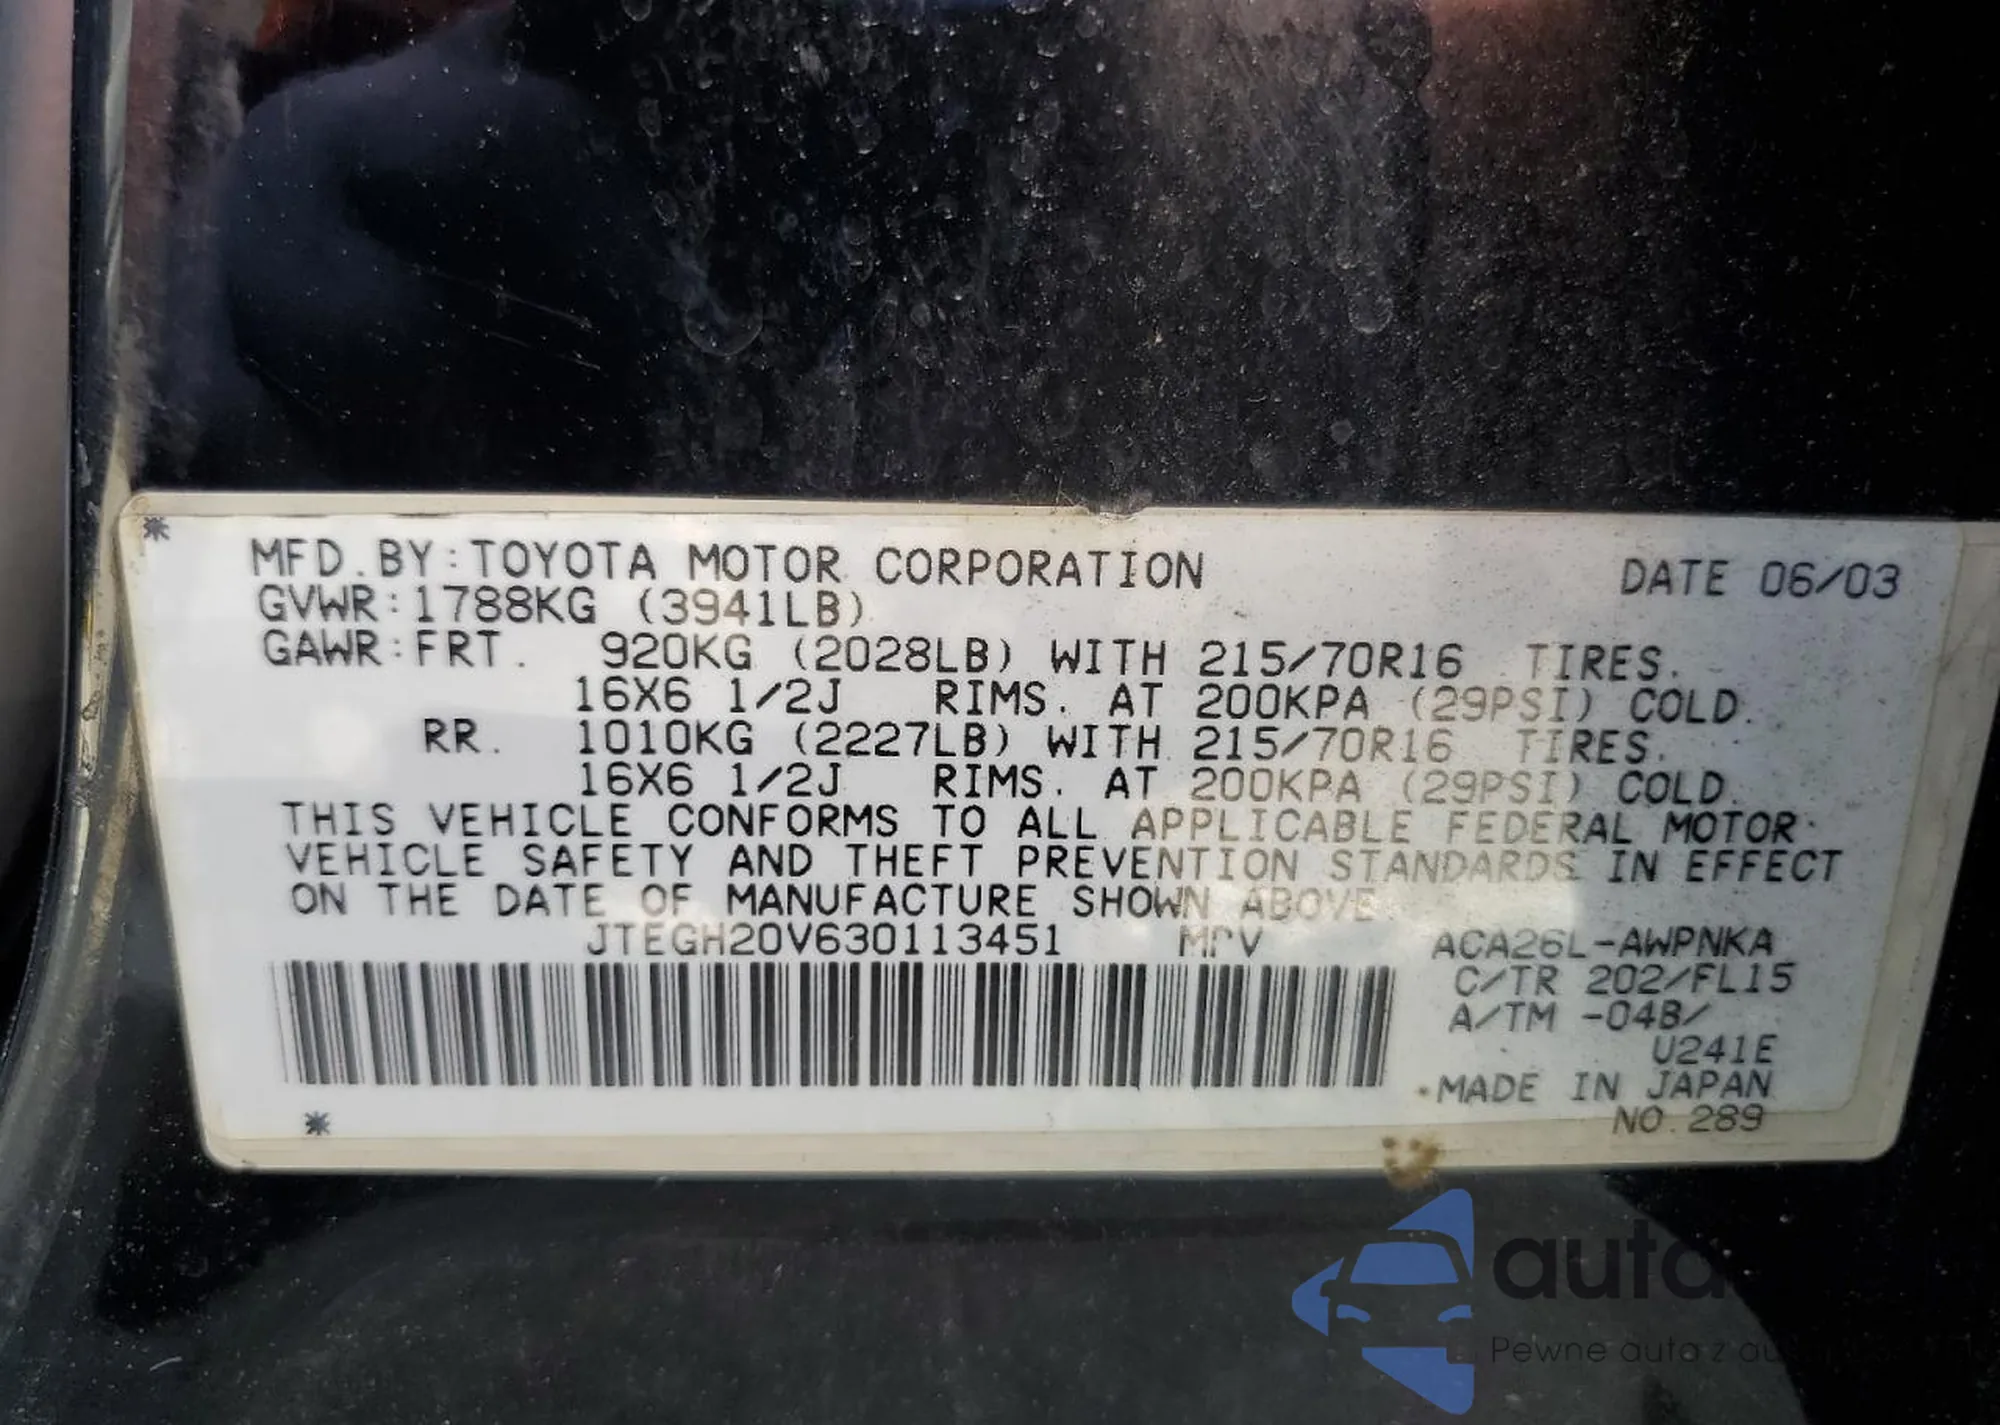 *
MFD.BY:TOYOTA MOTOR CORPORATION DATE 06/03
GVWR:1788KG (3941LB)
GAWR:FRT. 920KG (2028LB) WITH 215/70R16 TIRES.
16X6 1/2J RIMS. AT 200KPA (29PSI) COLD.
RR. 1010KG (2227LB) WITH 215/70R16 TIRES.
16X6 1/2J RIMS. AT 200KPA (29PSI) COLD.
THIS VEHICLE CONFORMS TO ALL APPLICABLE FEDERAL MOTOR
VEHICLE SAFETY AND THEFT PREVENTION STANDARDS IN EFFECT
ON THE DATE OF MANUFACTURE SHOWN ABOVE.
JTEGH20V630113451 MPV ACA26L-AWPNKA
C/TR 202/FL15
A/TM -04B/
U241E
MADE IN JAPAN
* NO.289
Pewne auto z